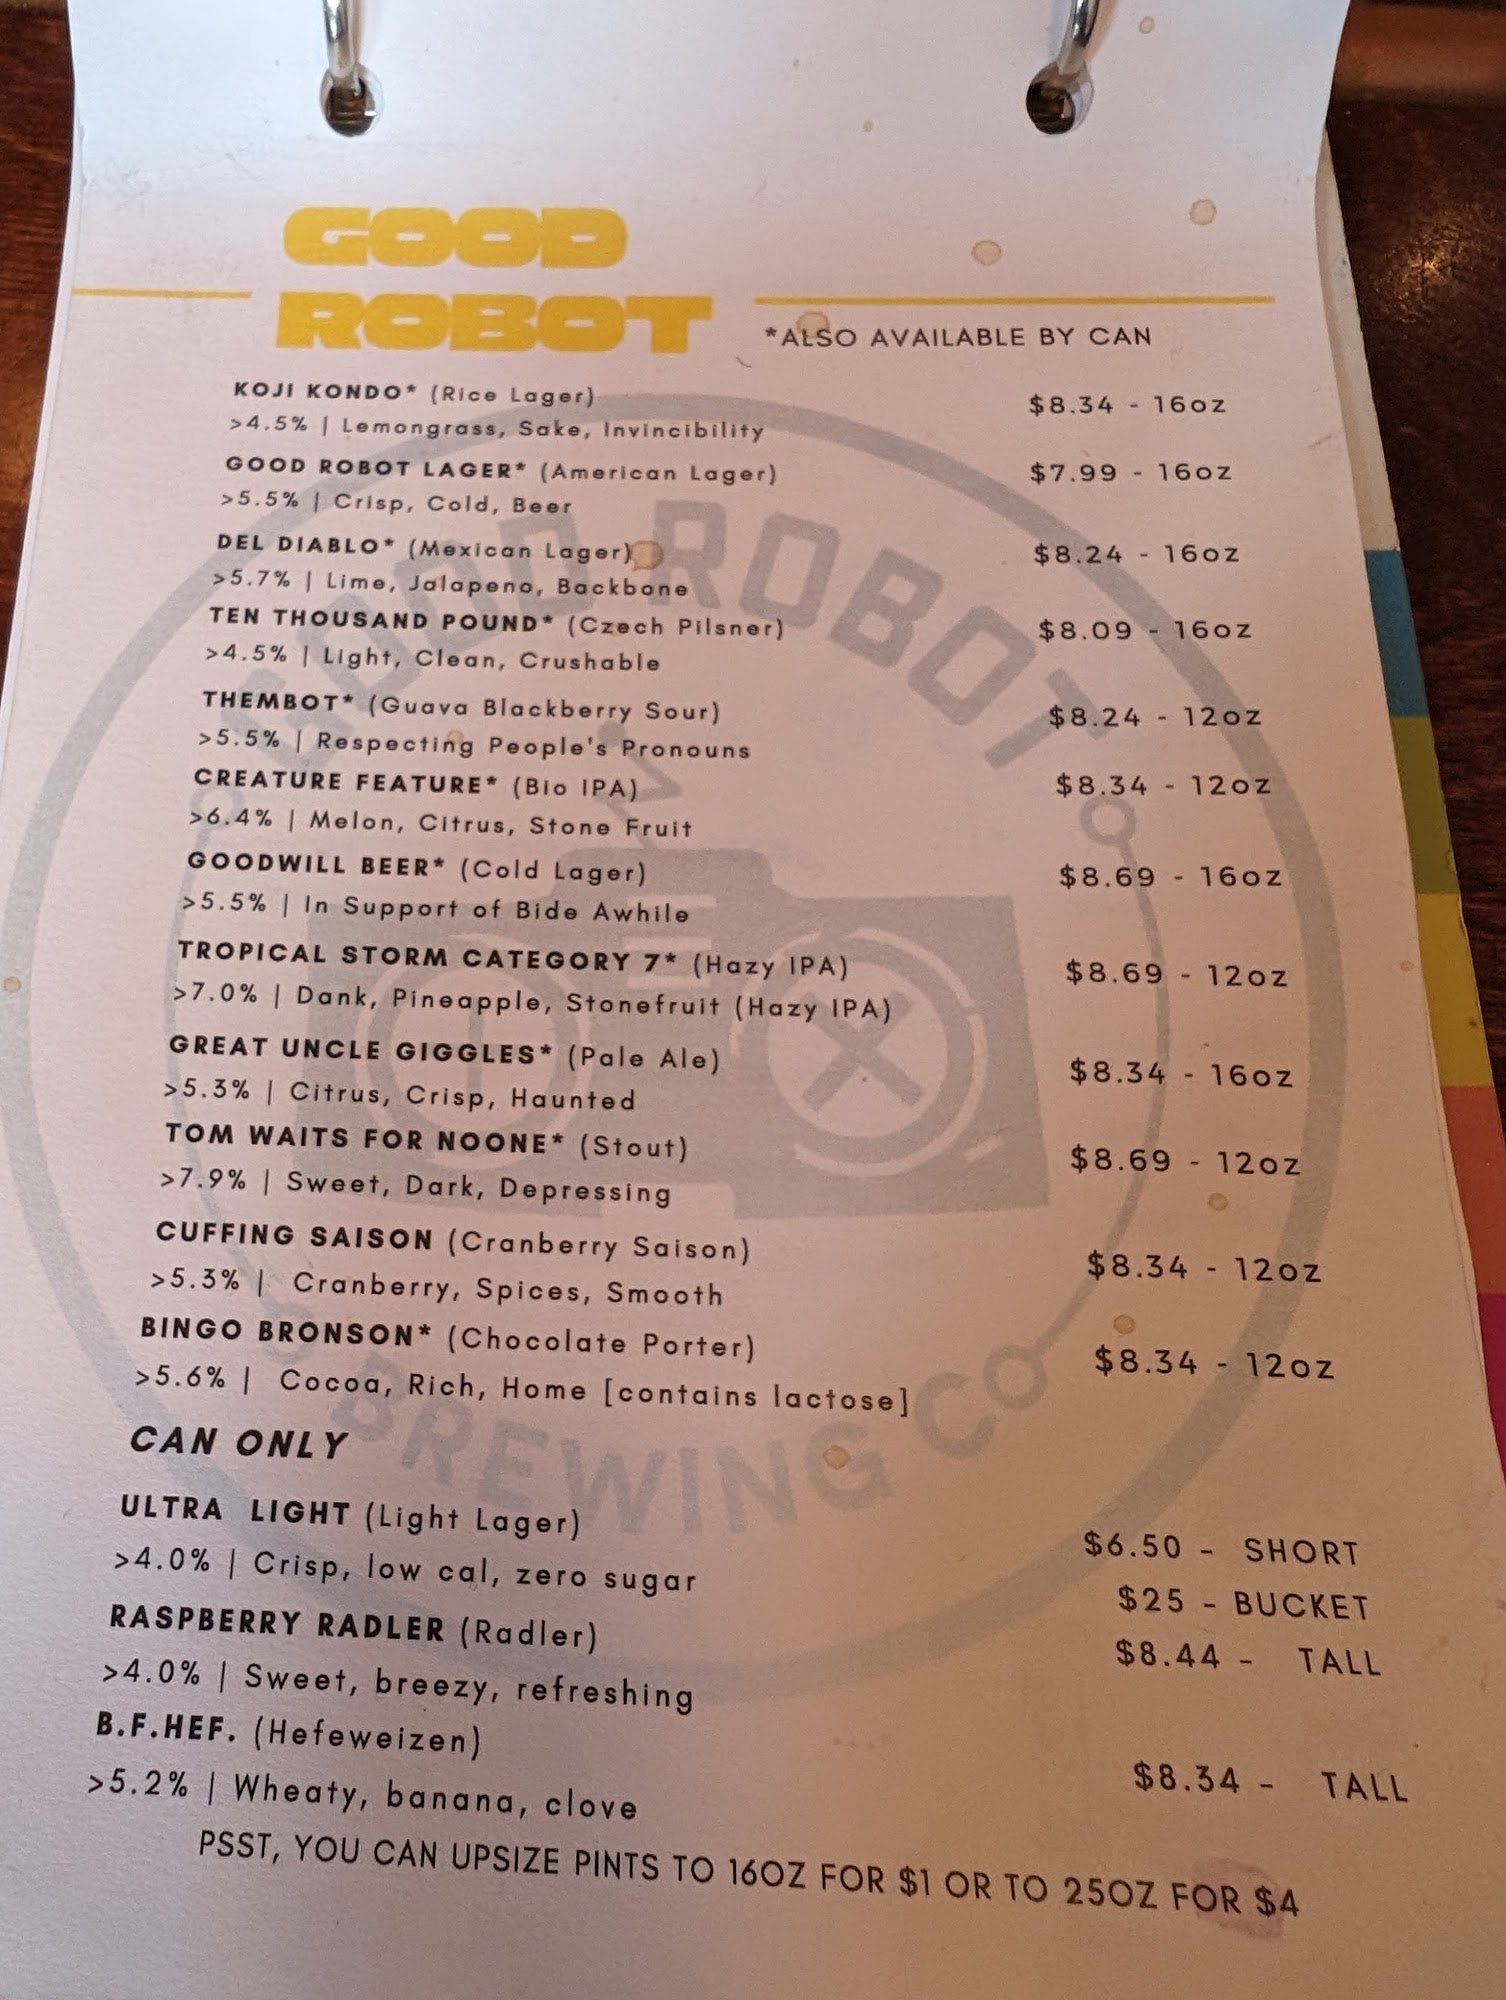 GOOD
ROBOT
*ALSO AVAILABLE BY CAN
KOJI KONDO* (Rice Lager)
$8.34 - 16oz
>4.5% | Lemongrass, Sake, Invincibility
GOOD ROBOT LAGER* (American Lager)
$7.99 - 16oz
>5.5% | Crisp, Cold, Beer
DEL DIABLO* (Mexican Lager)
$8.24 - 16oz
>5.7% | Lime, Jalapeno, Backbone
TEN THOUSAND POUND* (Czech Pilsner)
$8.09 - 16oz
>4.5% | Light, Clean, Crushable
THEMBOT* (Guava Blackberry Sour)
$8.24 - 12oz
>5.5% | Respecting People's Pronouns
CREATURE FEATURE* (Bio IPA)
$8.34 - 12oz
>6.4% | Melon, Citrus, Stone Fruit
GOODWILL BEER* (Cold Lager)
$8.69 - 16oz
>5.5% | In Support of Bide Awhile
TROPICAL STORM CATEGORY 7* (Hazy IPA)
$8.69 - 12oz
>7.0% | Dank, Pineapple, Stonefruit (Hazy IPA)
GREAT UNCLE GIGGLES* (Pale Ale)
$8.34 - 16oz
>5.3% | Citrus, Crisp, Haunted
TOM WAITS FOR NOONE* (Stout)
$8.69 - 12oz
>7.9% | Sweet, Dark, Depressing
CUFFING SAISON (Cranberry Saison)
$8.34 - 12oz
>5.3% | Cranberry, Spices, Smooth
BINGO BRONSON* (Chocolate Porter)
$8.34 - 12oz
>5.6% | Cocoa, Rich, Home [contains lactose]
CAN ONLY
ULTRA LIGHT (Light Lager)
$6.50 - SHORT
>4.0% | Crisp, low cal, zero sugar
$25 - BUCKET
RASPBERRY RADLER (Radler)
$8.44 - TALL
>4.0% | Sweet, breezy, refreshing
B.F.HEF. (Hefeweizen)
$8.34 - TALL
>5.2% | Wheaty, banana, clove
PSST, YOU CAN UPSIZE PINTS TO 16OZ FOR $1 OR TO 25OZ FOR $4
GOOD ROBOT
BREWING CO